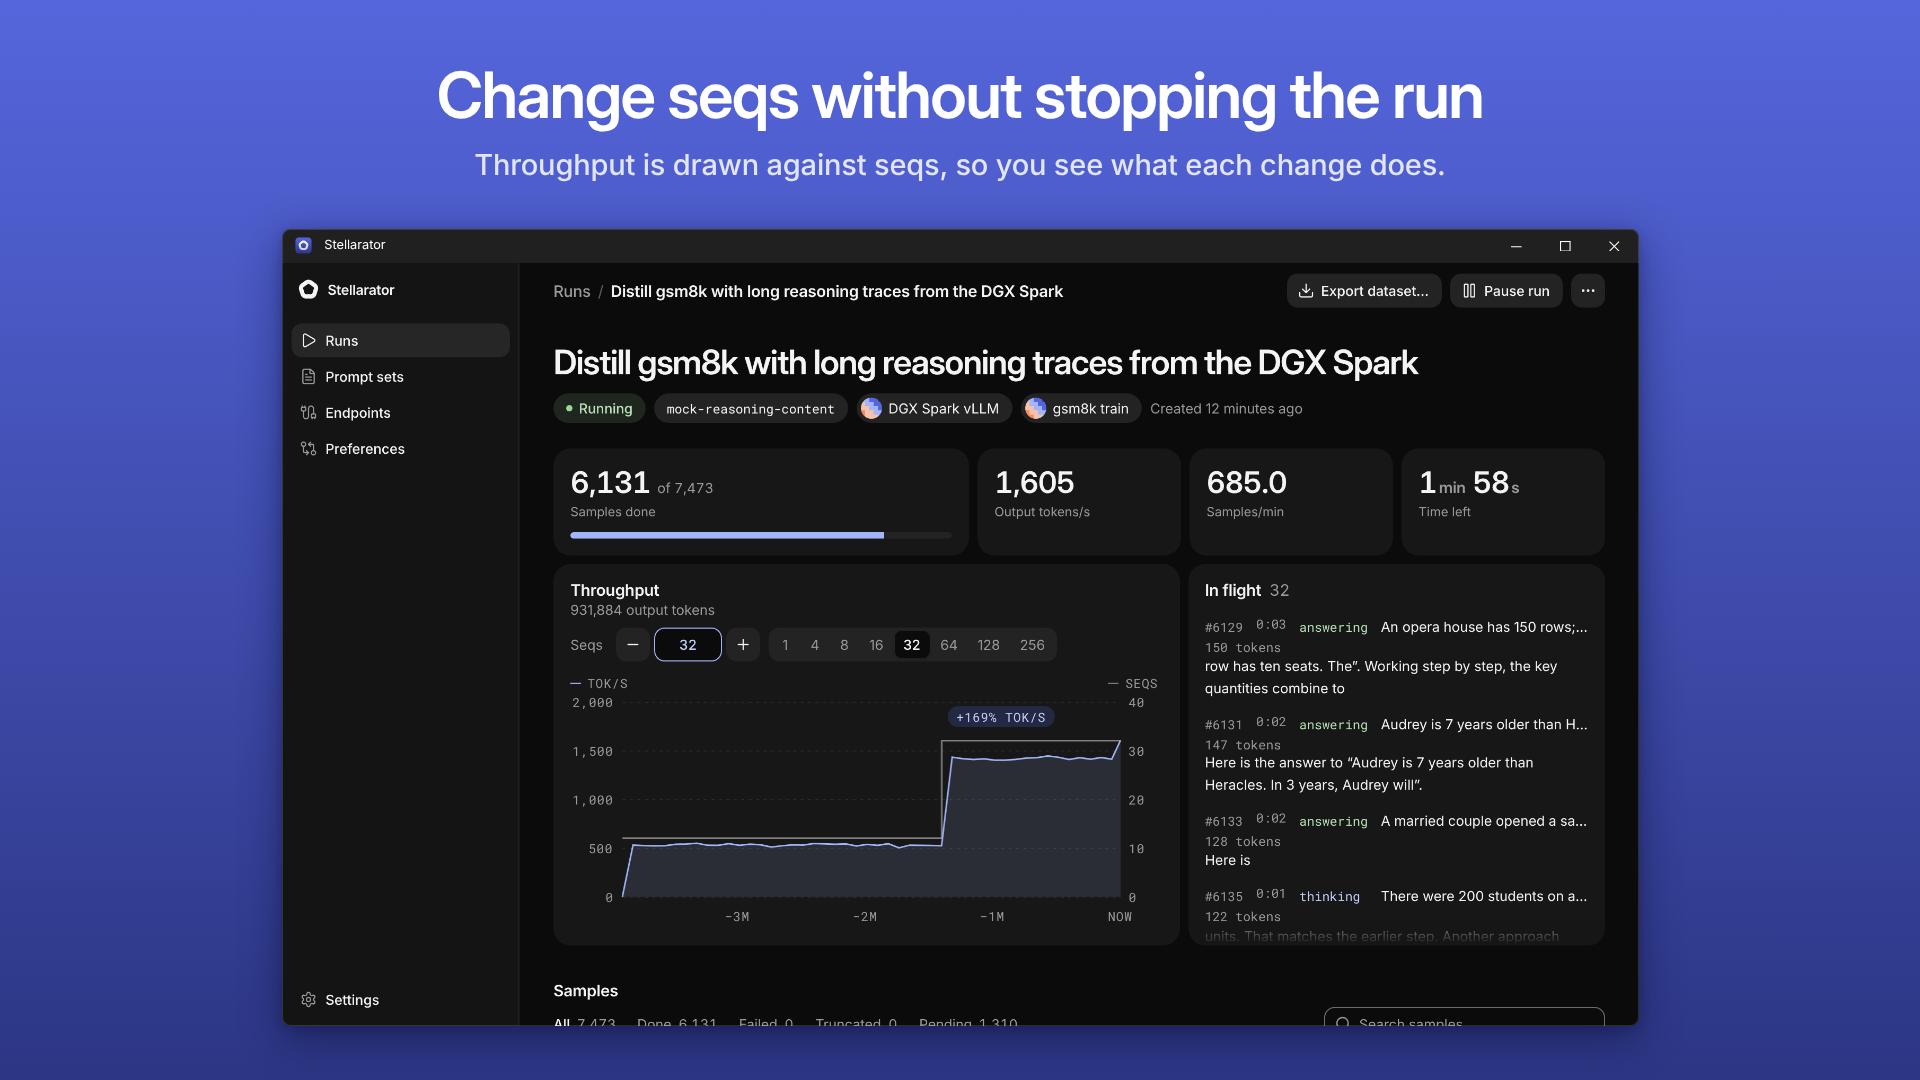 Change seqs without stopping the run
Throughput is drawn against seqs, so you see what each change does.
Stellarator
Stellarator
Runs
Prompt sets
Endpoints
Preferences
Settings
Runs / Distill gsm8k with long reasoning traces from the DGX Spark
Export dataset...
Pause run
Distill gsm8k with long reasoning traces from the DGX Spark
Running
mock-reasoning-content
DGX Spark vLLM
gsm8k train
Created 12 minutes ago
6,131 of 7,473
Samples done
1,605
Output tokens/s
685.0
Samples/min
1 min 58 s
Time left
Throughput
931,884 output tokens
Seqs − 32 + 1 4 8 16 32 64 128 256
TOK/S
SEQS
2,000
1,500
1,000
500
0
+169% TOK/S
40
30
20
10
0
−3M −2M −1M NOW
In flight 32
#6129 0:03 answering An opera house has 150 rows;...
150 tokens
row has ten seats. The”. Working step by step, the key
quantities combine to
#6131 0:02 answering Audrey is 7 years older than H...
147 tokens
Here is the answer to “Audrey is 7 years older than
Heracles. In 3 years, Audrey will”.
#6133 0:02 answering A married couple opened a sa...
128 tokens
Here is
#6135 0:01 thinking There were 200 students on a...
122 tokens
units. That matches the earlier step. Another approach
Samples
All 7,473 Done 6,131 Failed 0 Truncated 0 Pending 1,310
Search samples